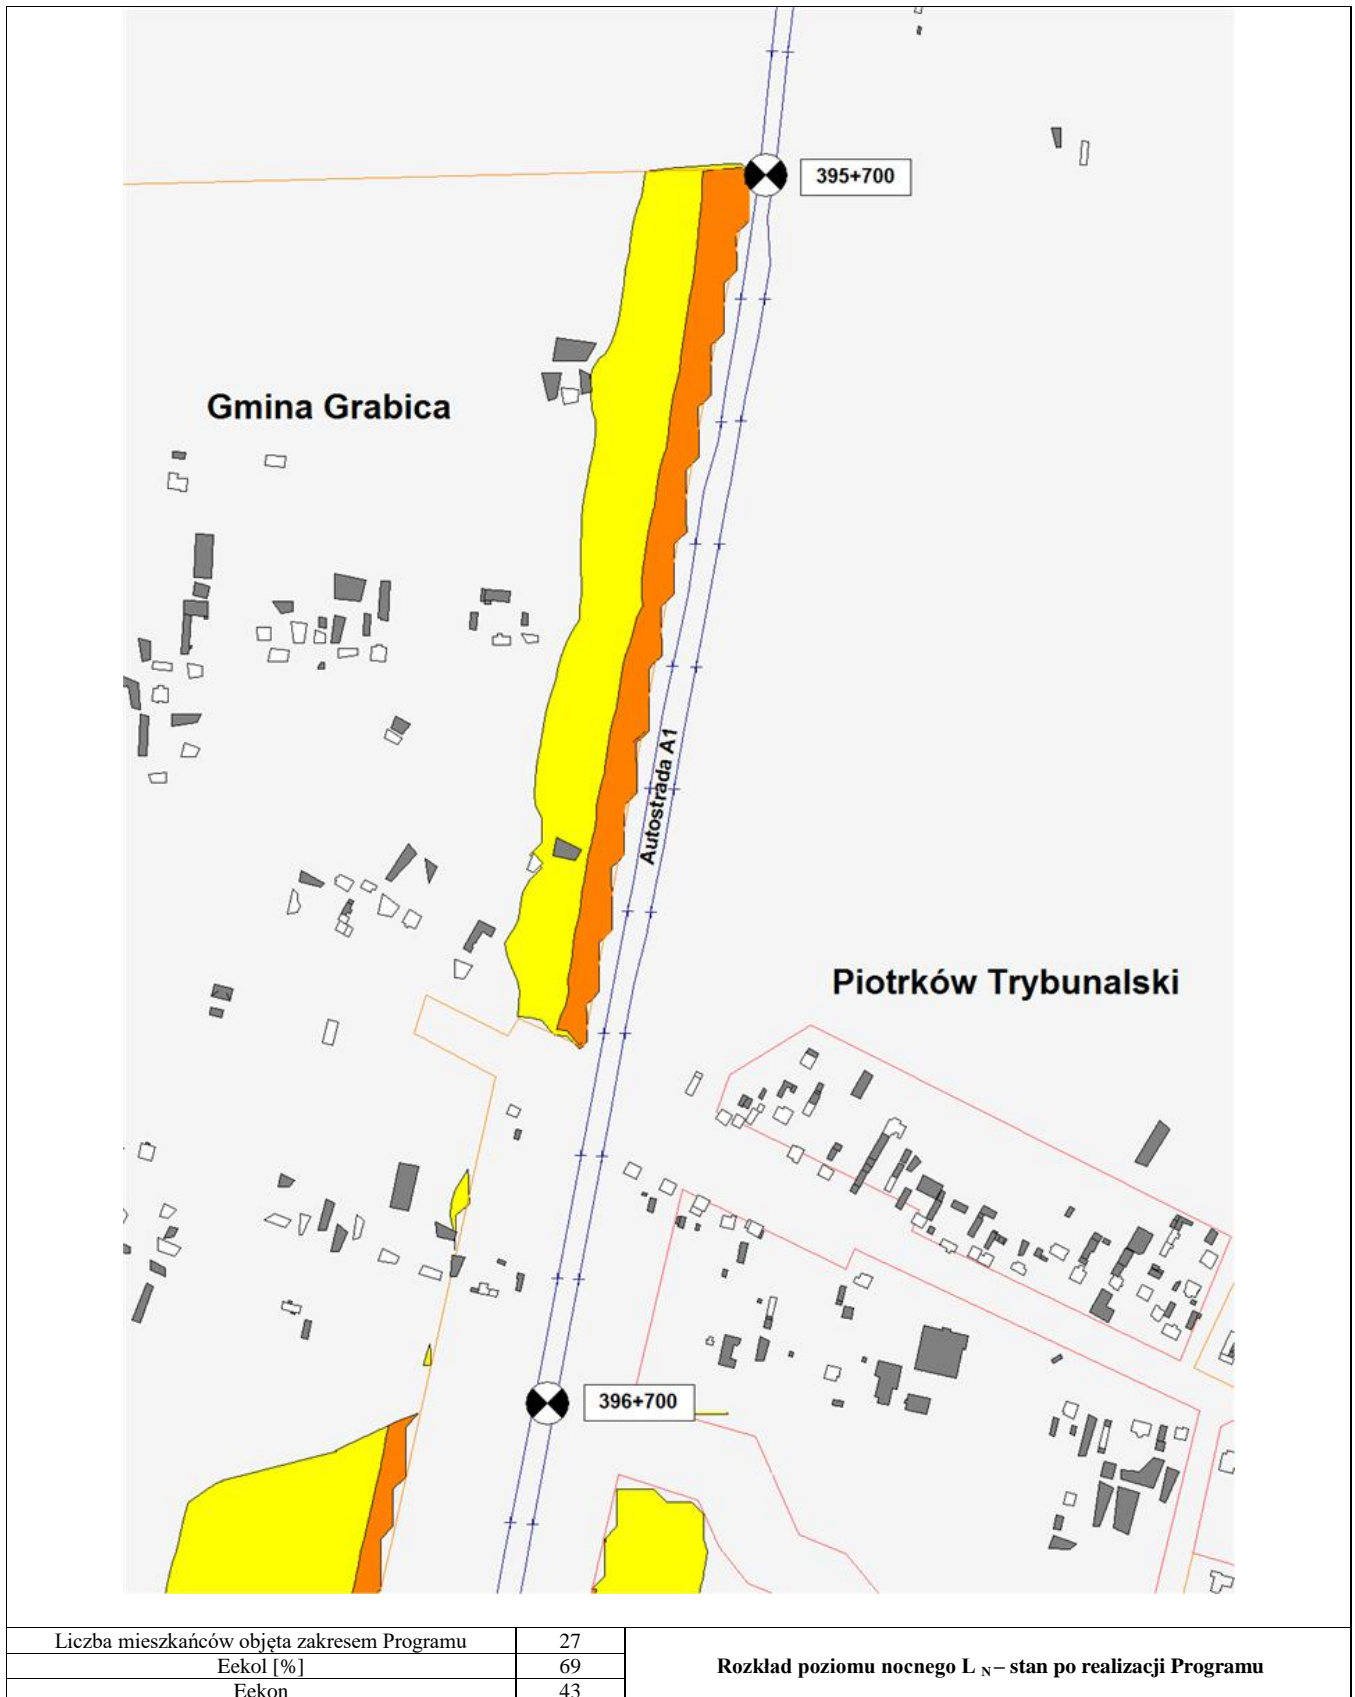 395+700
Gmina Grabica
Autostrada A1
Piotrków Trybunalski
396+700
Liczba mieszkańców objęta zakresem Programu 27
Eekol [%] 69
Eekon 43
Rozkład poziomu nocnego L N – stan po realizacji Programu